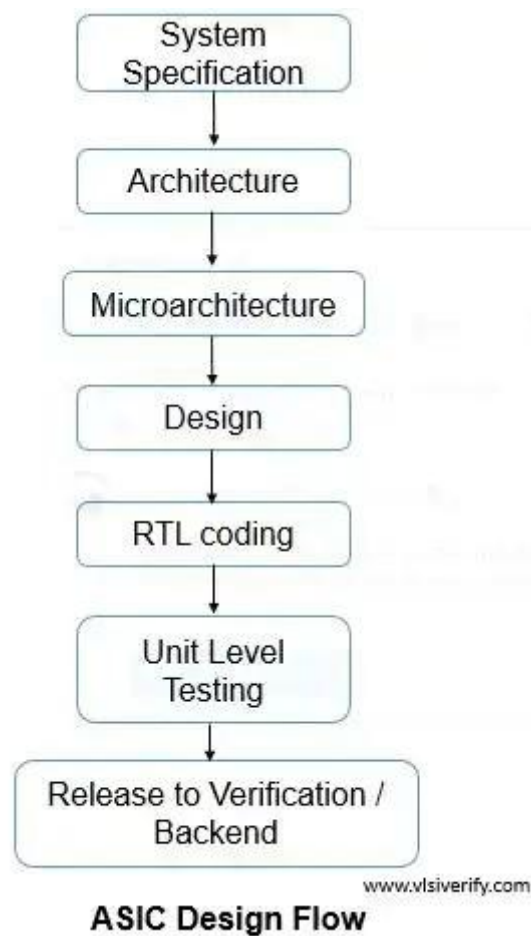 System
Specification
Architecture
Microarchitecture
Design
RTL coding
Unit Level
Testing
Release to Verification /
Backend
www.vlsiverify.com
ASIC Design Flow